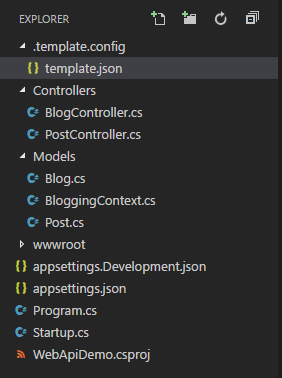 EXPLORER
.template.config
{} template.json
Controllers
C# BlogController.cs
C# PostController.cs
Models
C# Blog.cs
C# BloggingContext.cs
C# Post.cs
wwwroot
{} appsettings.Development.json
{} appsettings.json
C# Program.cs
C# Startup.cs
WebApiDemo.csproj